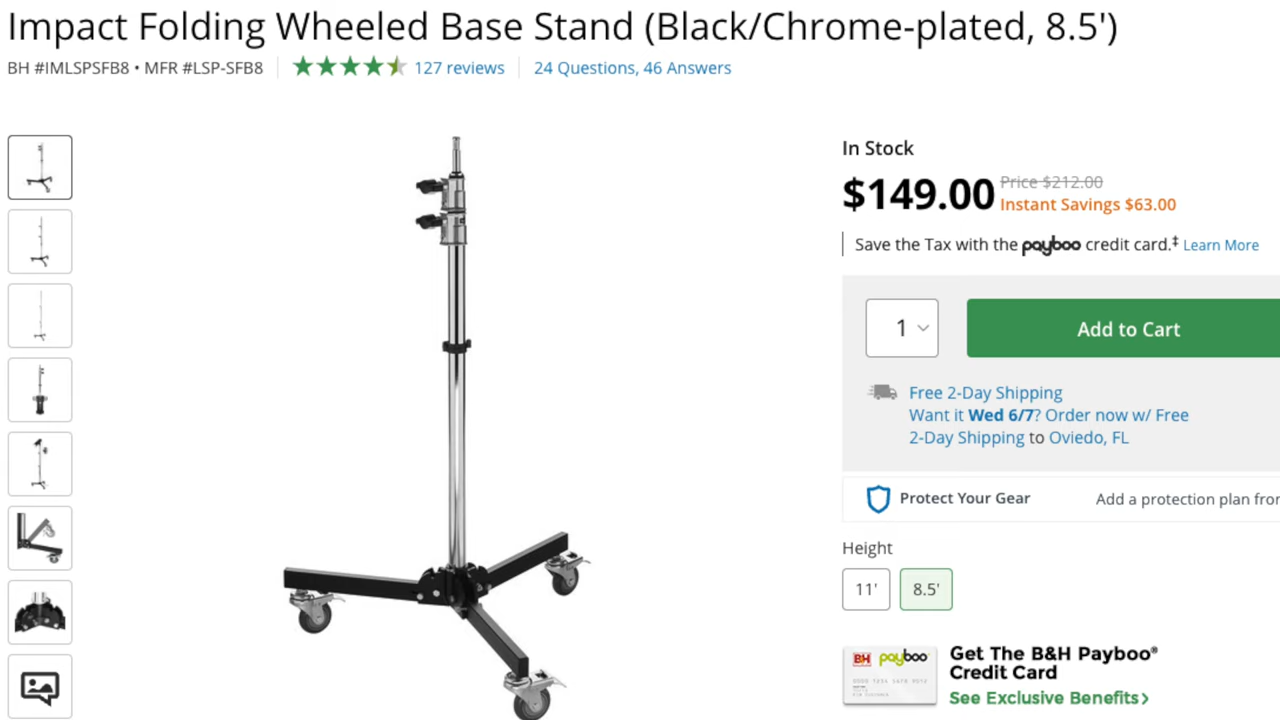 Impact Folding Wheeled Base Stand (Black/Chrome-plated, 8.5')
BH #IMLSPSFB8 • MFR #LSP-SFB8
127 reviews
24 Questions, 46 Answers
In Stock
$149.00
Price $212.00
Instant Savings $63.00
Save the Tax with the payboo credit card.‡ Learn More
1
Add to Cart
Free 2-Day Shipping
Want it Wed 6/7? Order now w/ Free
2-Day Shipping to Oviedo, FL
Protect Your Gear
Add a protection plan from
Height
11'
8.5'
BH payboo
Get The B&H Payboo®
Credit Card
See Exclusive Benefits